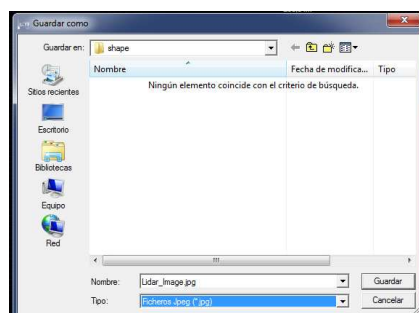 Guardar como
Guardar en: shape
Nombre Fecha de modifica... Tipo
Ningún elemento coincide con el criterio de búsqueda.
Sitios recientes
Escritorio
Bibliotecas
Equipo
Red
Nombre: Lidar_Image.jpg Guardar
Tipo: Ficheros Jpeg (*.jpg) Cancelar